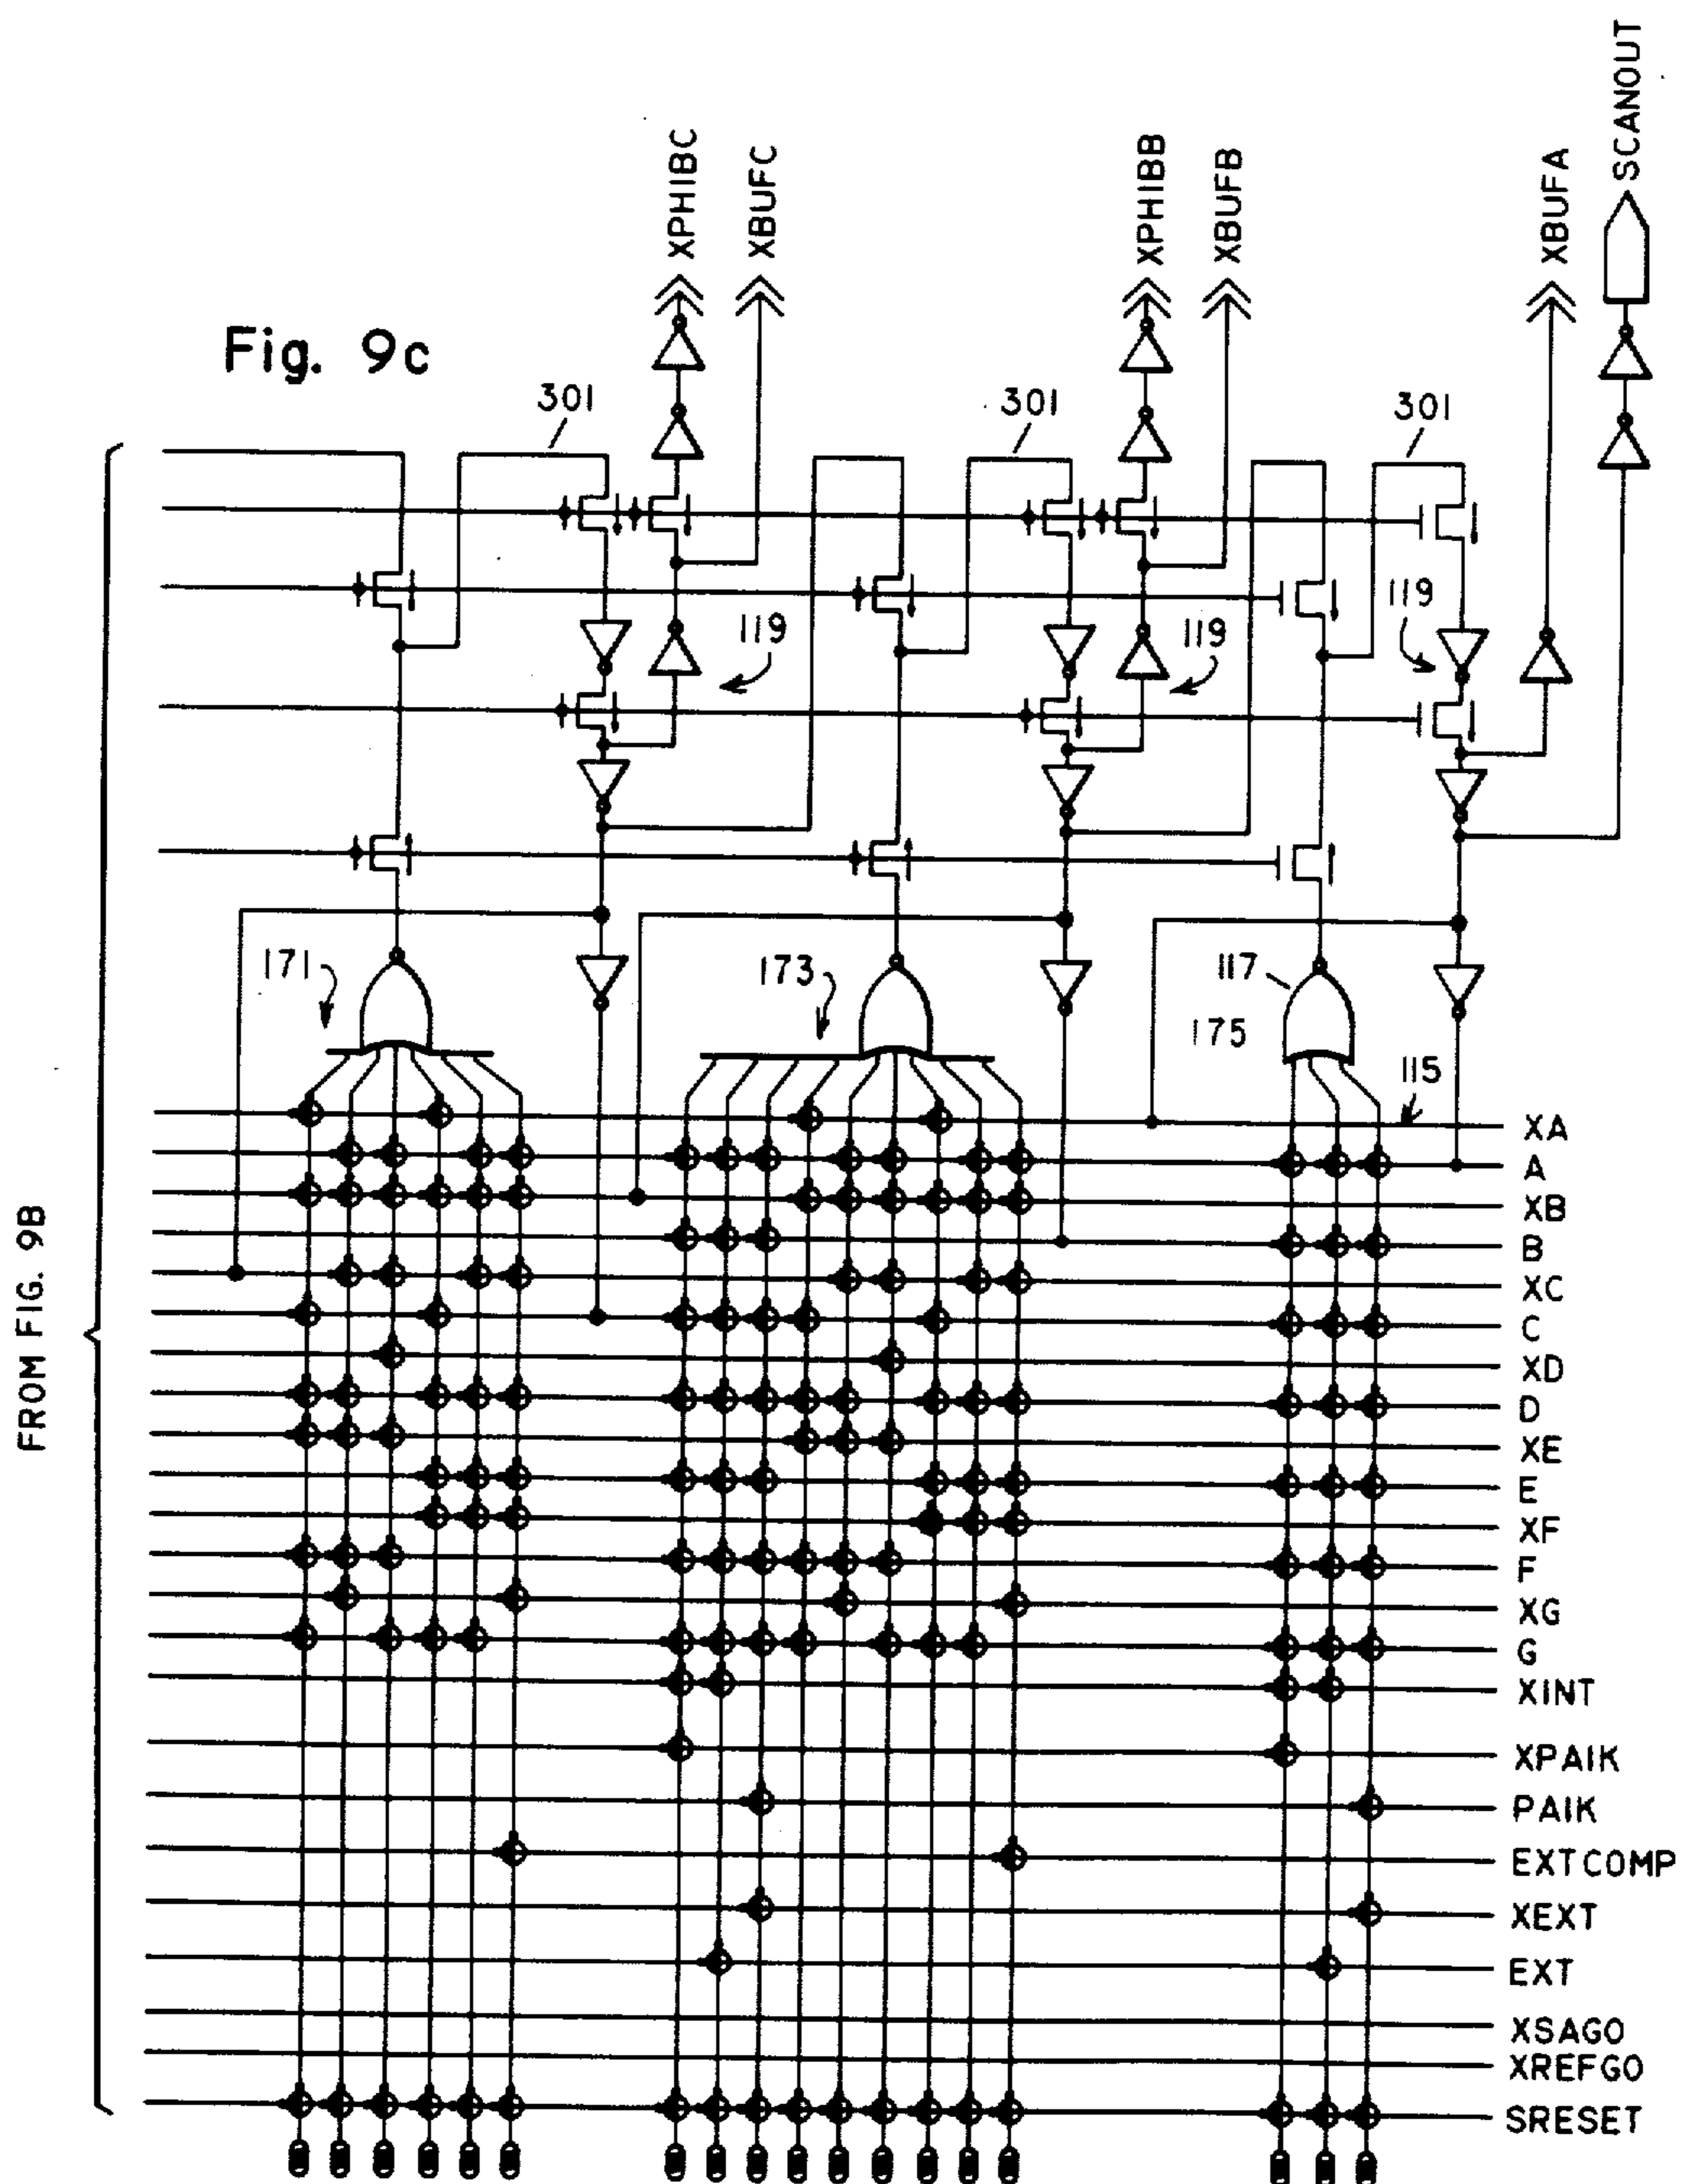 SCANOUT
XPHIBC
XBUFC
XPHIBB
XBUFB
XBUFA
Fig. 9c
301
301
301
119
119
119
171
173
117
175
115
FROM FIG. 9B
XA
A
XB
B
XC
C
XD
D
XE
E
XF
F
XG
G
XINT
XPAIK
PAIK
EXTCOMP
XEXT
EXT
XSAGO
XREFGO
SRESET